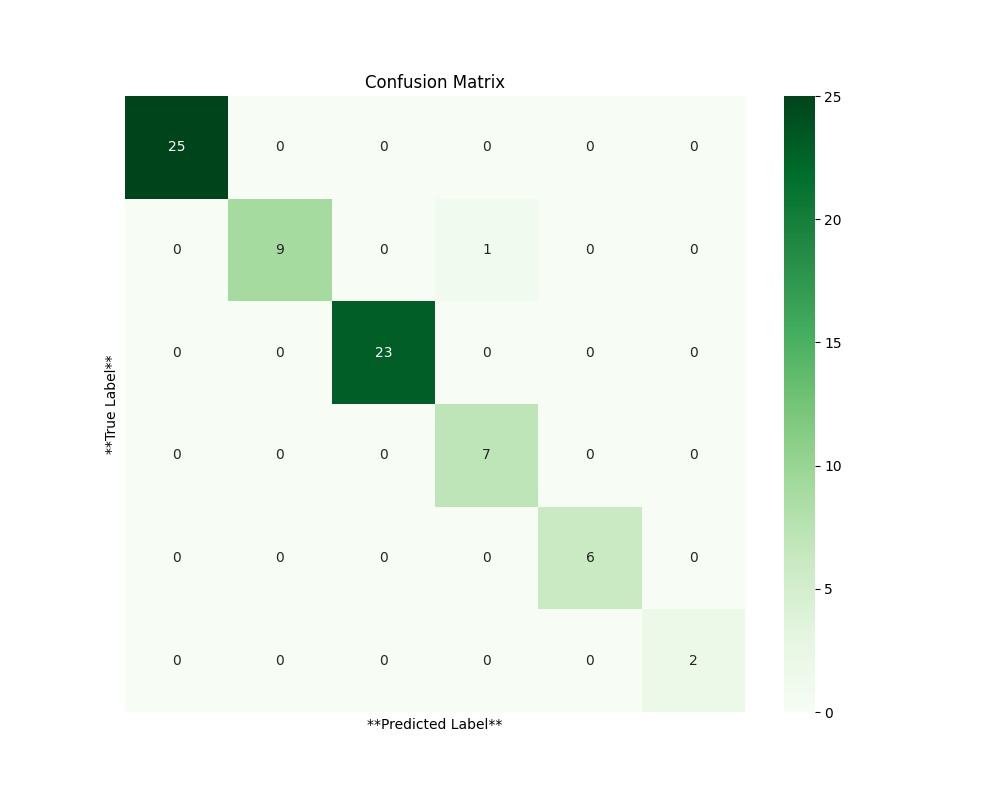 Confusion Matrix
25 0 0 0 0 0
0 9 0 1 0 0
0 0 23 0 0 0
0 0 0 7 0 0
0 0 0 0 6 0
0 0 0 0 0 2
**True Label**
**Predicted Label**
25
20
15
10
5
0